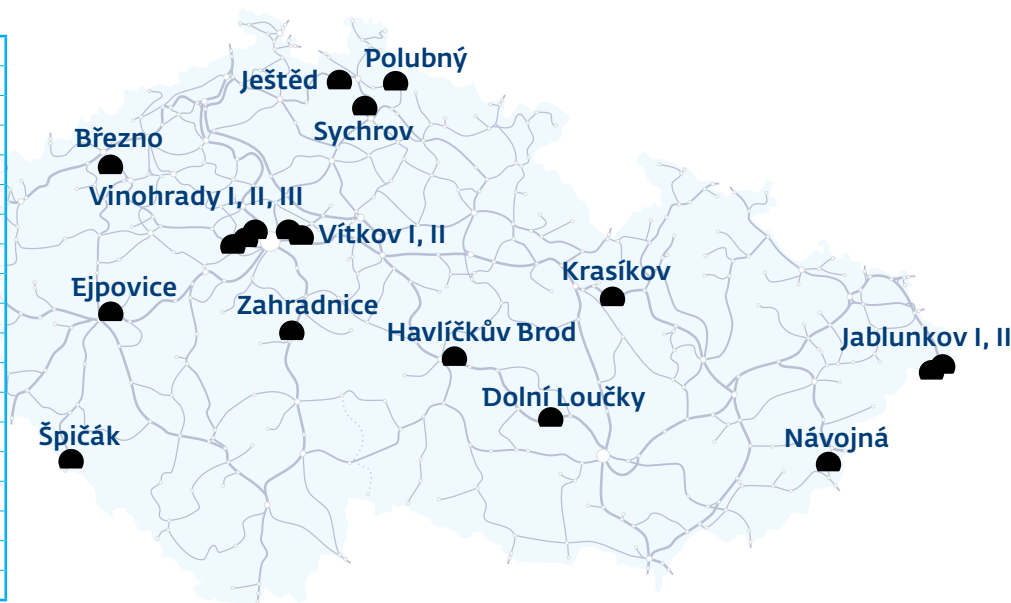 Polubný
Ještěd
Sychrov
Březno
Vinohrady I, II, III
Vítkov I, II
Krasíkov
Ejpovice
Zahradnice
Havlíčkův Brod
Jablunkov I, II
Dolní Loučky
Špičák
Návojná